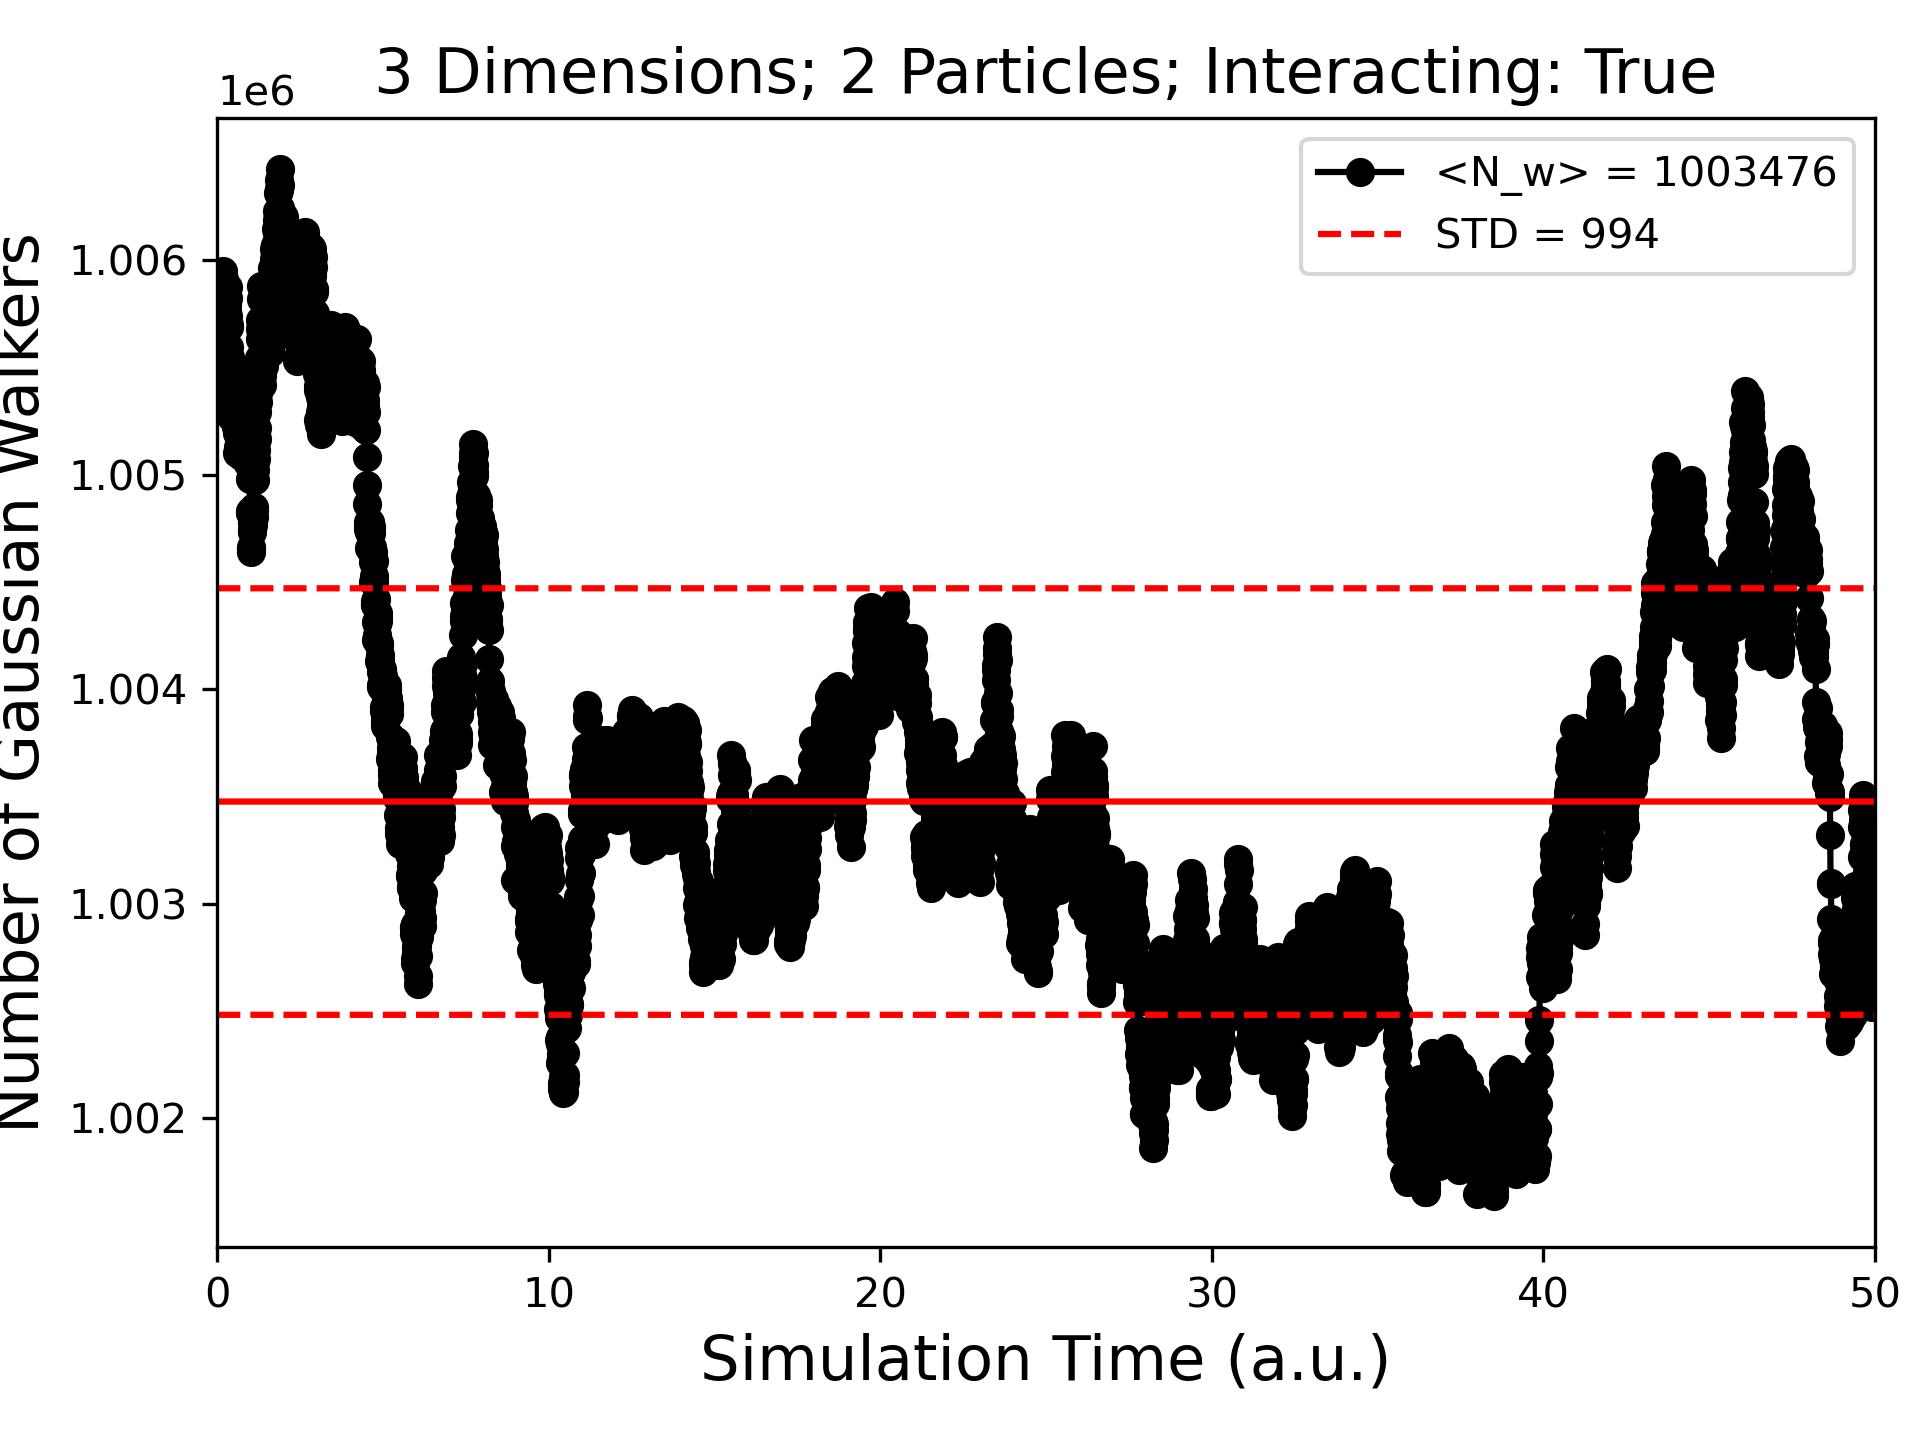 3 Dimensions; 2 Particles; Interacting: True
1e6
<N_w> = 1003476
STD = 994
Number of Gaussian Walkers
1.006
1.005
1.004
1.003
1.002
0 10 20 30 40 50
Simulation Time (a.u.)